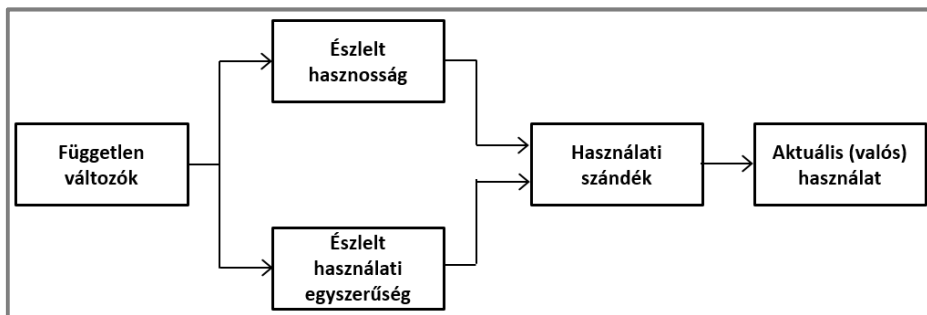 Észlelt
hasznosság
Független
változók
Használati
szándék
Aktuális (valós)
használat
Észlelt
használati
egyszerűség